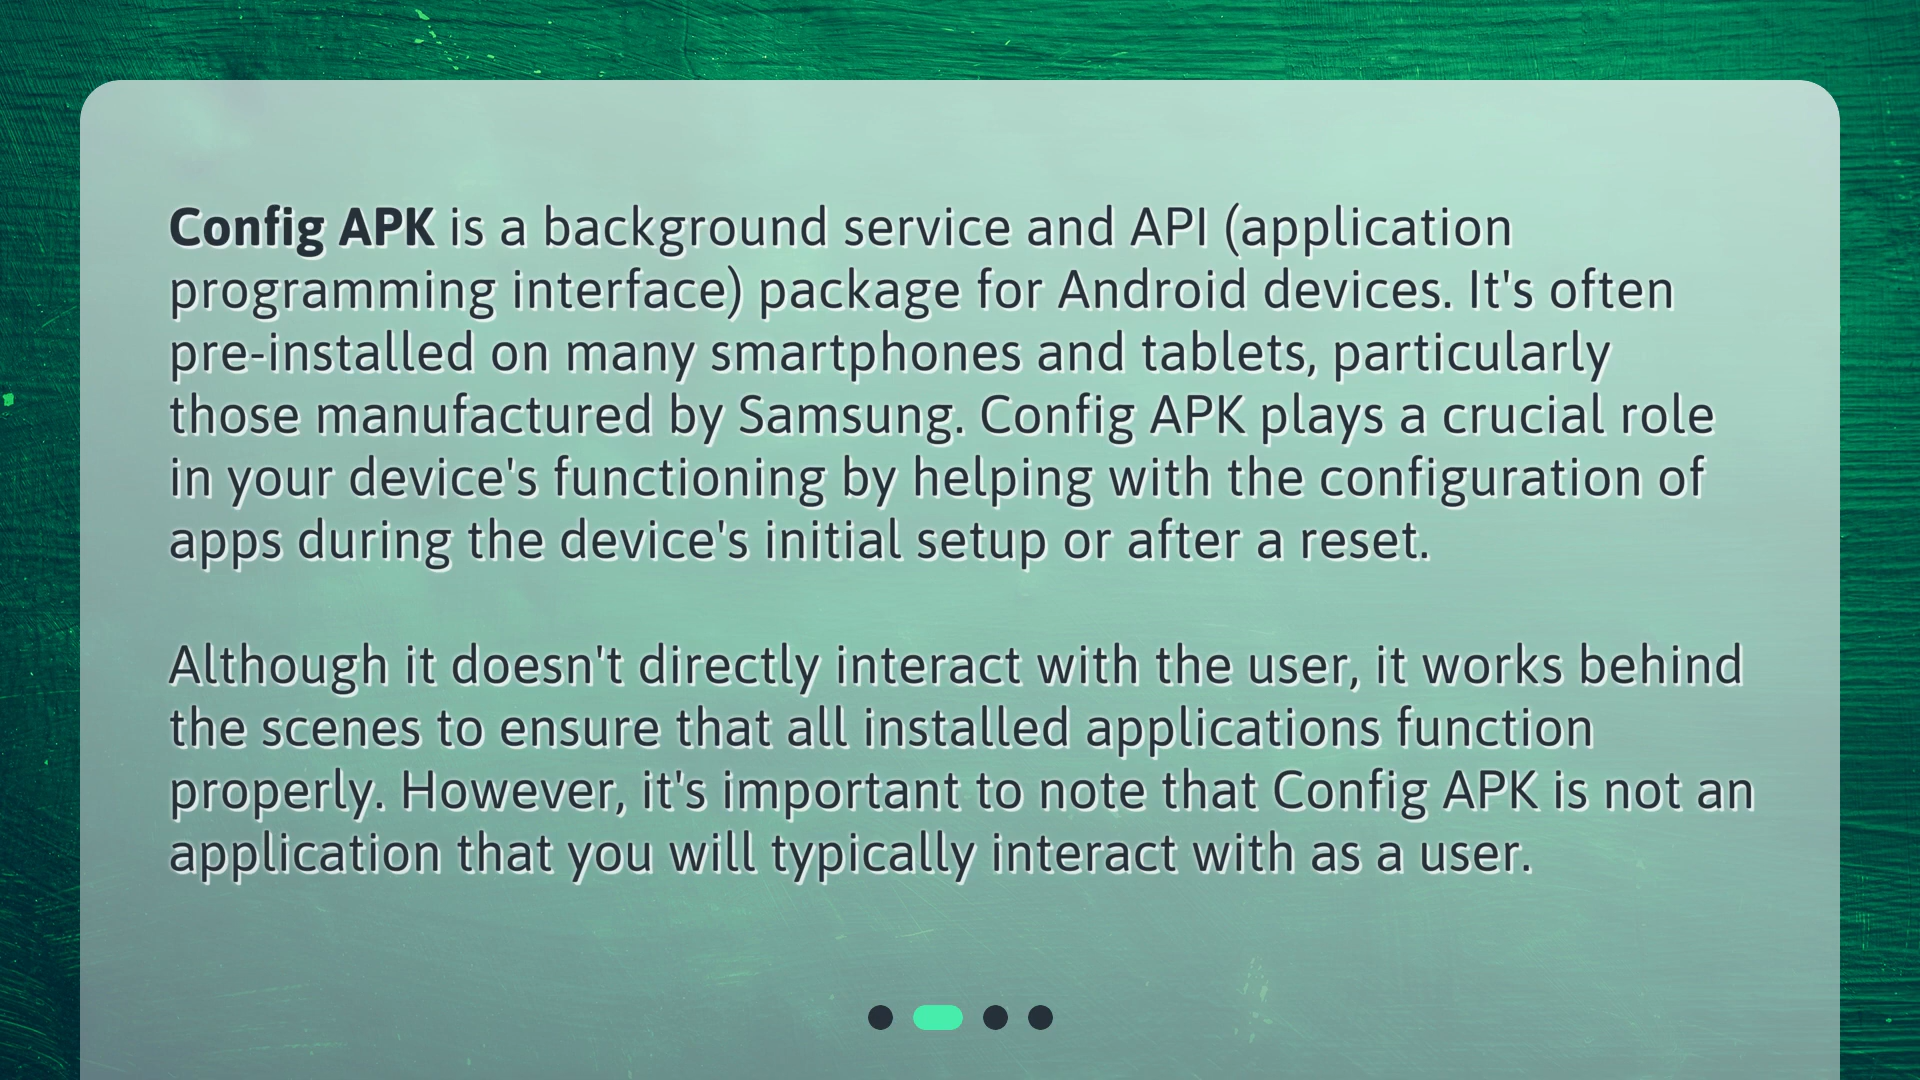 Config APK is a background service and API (application
programming interface) package for Android devices. It's often
pre-installed on many smartphones and tablets, particularly
those manufactured by Samsung. Config APK plays a crucial role
in your device's functioning by helping with the configuration of
apps during the device's initial setup or after a reset.
Although it doesn't directly interact with the user, it works behind
the scenes to ensure that all installed applications function
properly. However, it's important to note that Config APK is not an
application that you will typically interact with as a user.